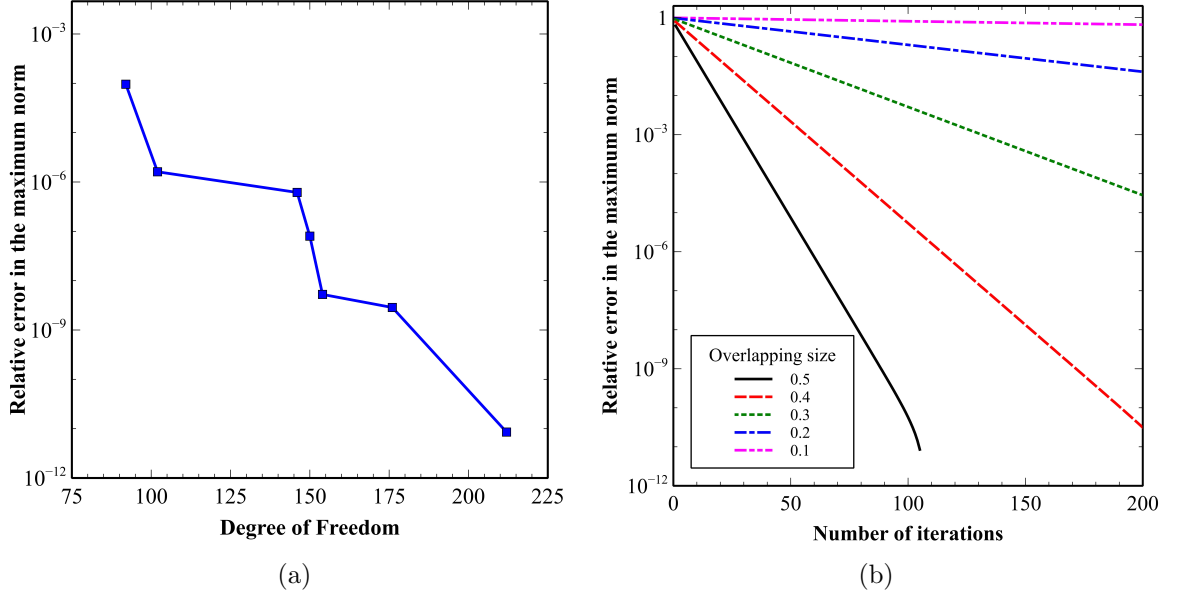 Relative error in the maximum norm
10⁻³
10⁻⁶
10⁻⁹
10⁻¹²
75 100 125 150 175 200 225
Degree of Freedom
(a)
Relative error in the maximum norm
1
10⁻³
10⁻⁶
10⁻⁹
10⁻¹²
Overlapping size
0.5
0.4
0.3
0.2
0.1
0 50 100 150 200
Number of iterations
(b)